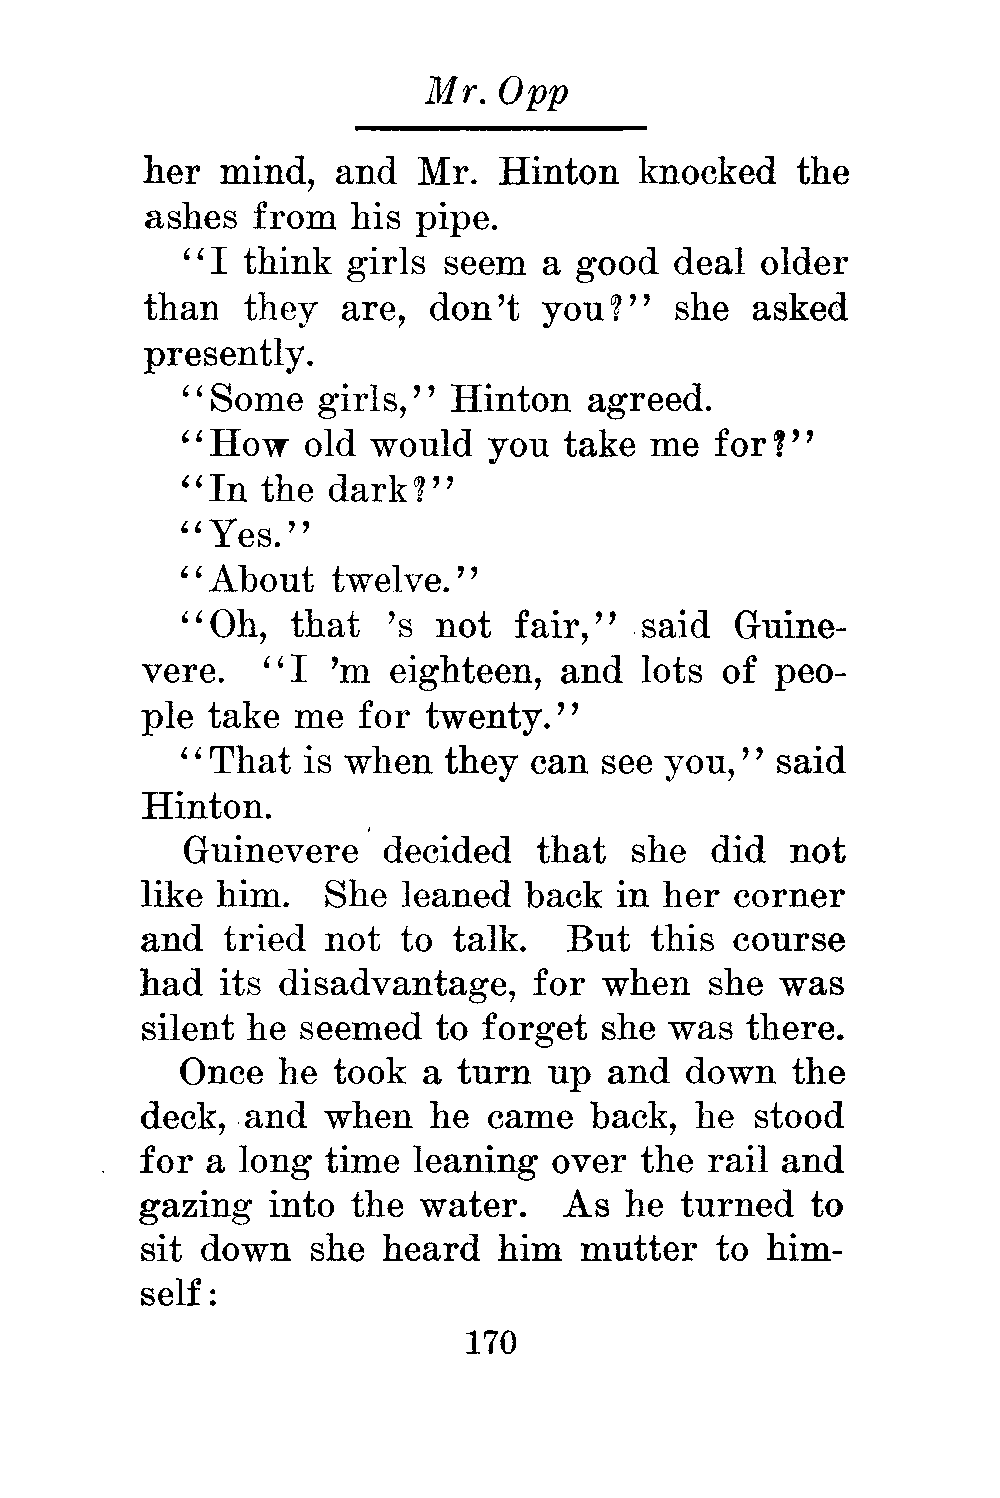 Mr. Opp
her mind, and Mr. Hinton knocked the
ashes from his pipe.
"I think girls seem a good deal older
than they are, don't you?" she asked
presently.
"Some girls," Hinton agreed.
"How old would you take me for?"
"In the dark?"
"Yes."
"About twelve."
"Oh, that 's not fair," said Guine-
vere. "I 'm eighteen, and lots of peo-
ple take me for twenty."
"That is when they can see you," said
Hinton.
Guinevere decided that she did not
like him. She leaned back in her corner
and tried not to talk. But this course
had its disadvantage, for when she was
silent he seemed to forget she was there.
Once he took a turn up and down the
deck, and when he came back, he stood
for a long time leaning over the rail and
gazing into the water. As he turned to
sit down she heard him mutter to him-
self:
170